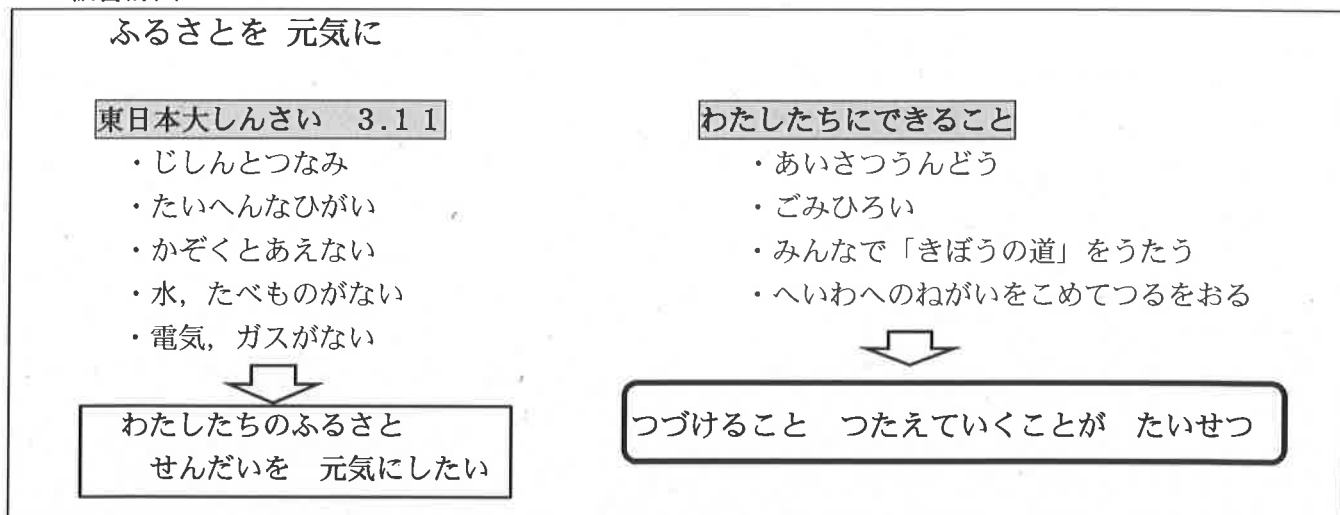 ふるさとを 元気に
東日本大しんさい 3.11
・じしんとつなみ
・たいへんなひがい
・かぞくとあえない
・水，たべものがない
・電気，ガスがない
わたしたちのふるさと
せんだいを 元気にしたい
わたしたちにできること
・あいさつうんどう
・ごみひろい
・みんなで「きぼうの道」をうたう
・へいわへのねがいをこめてつるをおる
つづけること つたえていくことが たいせつ